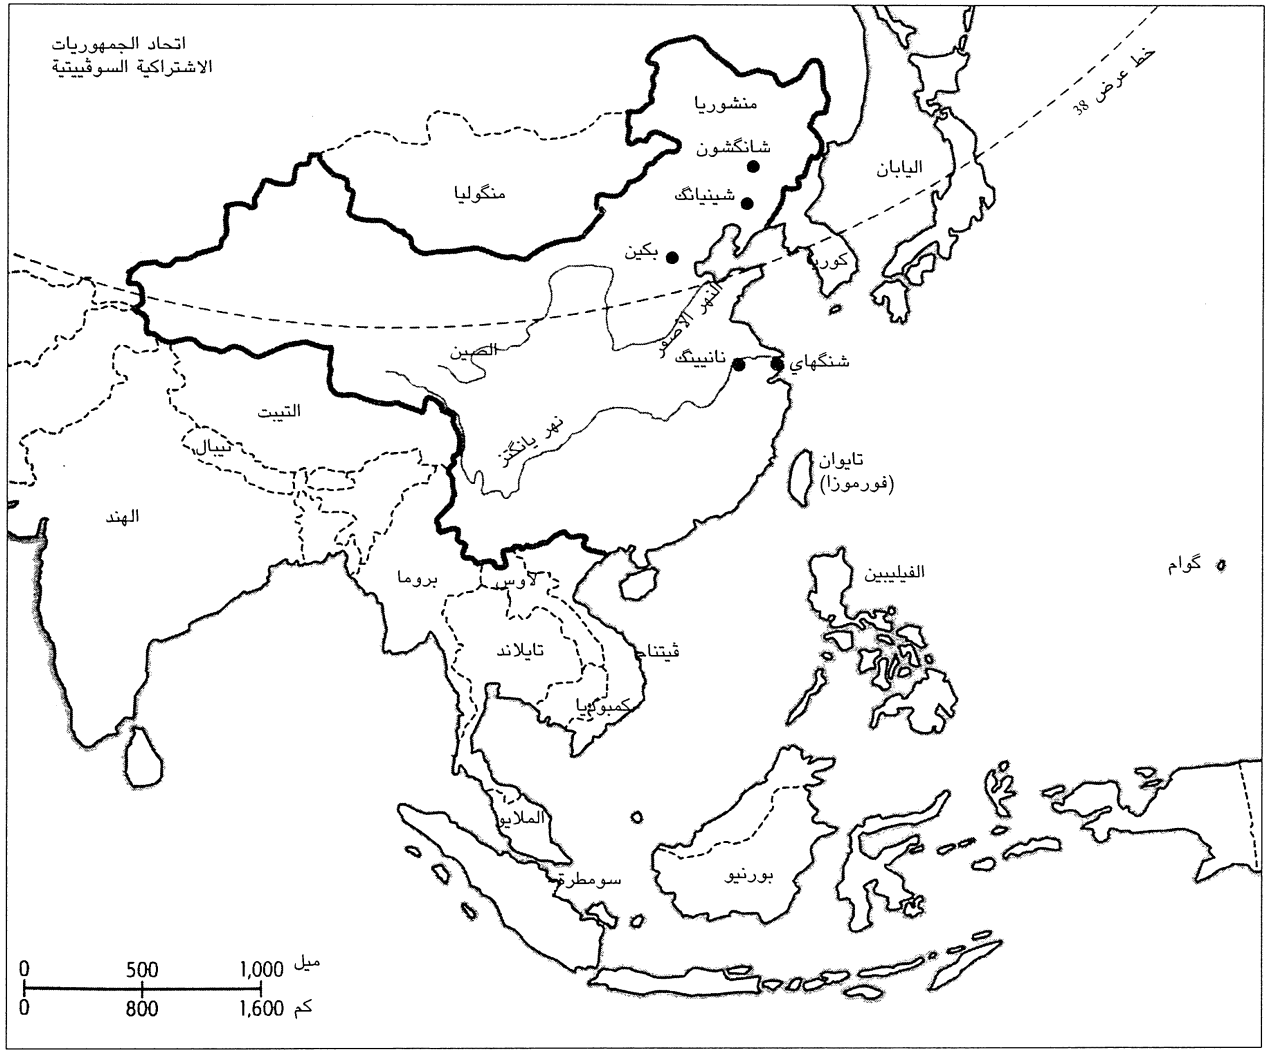 اتحاد الجمهوريات
الاشتراكية السوڤييتية
خط عرض 38
منشوريا
شانگشون
اليابان
منگوليا
شينيانگ
بكين
كوريا
النهر الأصفر
الصين
نانيينگ
شنگهاي
التيبت
نهر يانگتز
نيبال
تايوان
(فورموزا)
الهند
گوام
الفيليبين
بروما
لاوس
تايلاند
ڤيتنام
كمبوديا
الملايو
بورنيو
سومطرة
0 500 1,000 ميل
0 800 1,600 كم